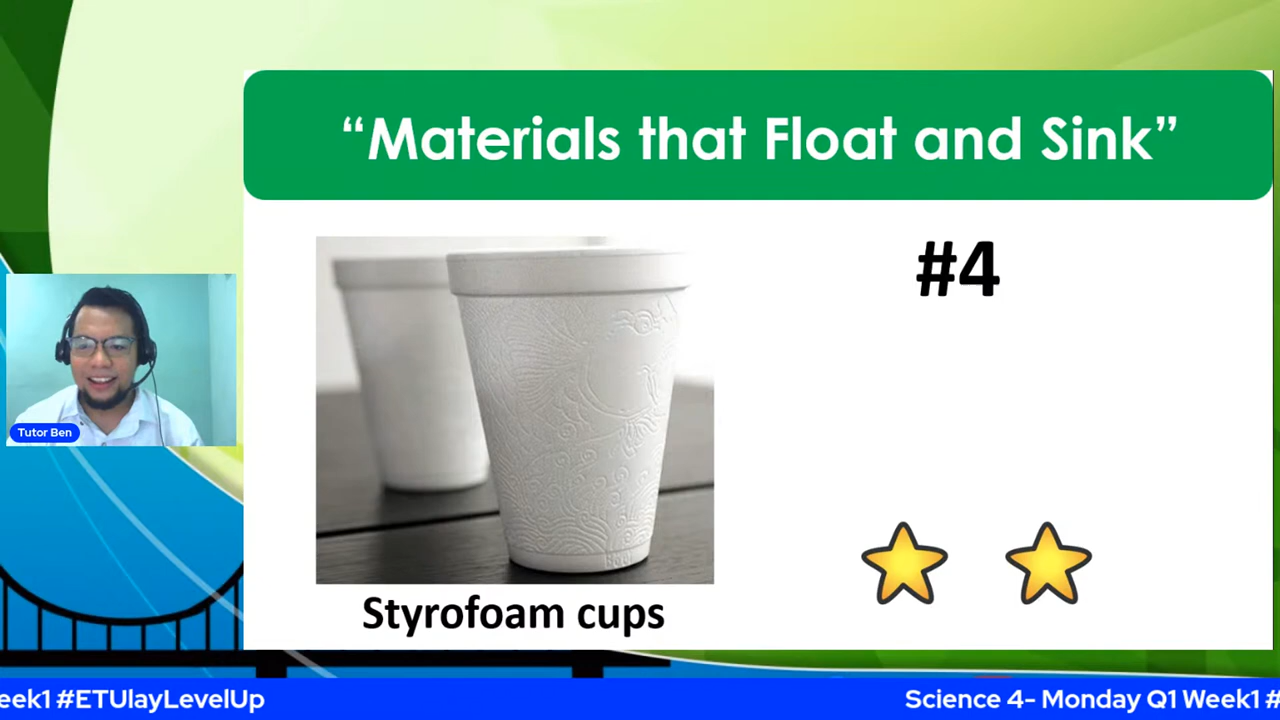 “Materials that Float and Sink”
#4
Tutor Ben
Styrofoam cups
eek1 #ETUlayLevelUp
Science 4- Monday Q1 Week1 #